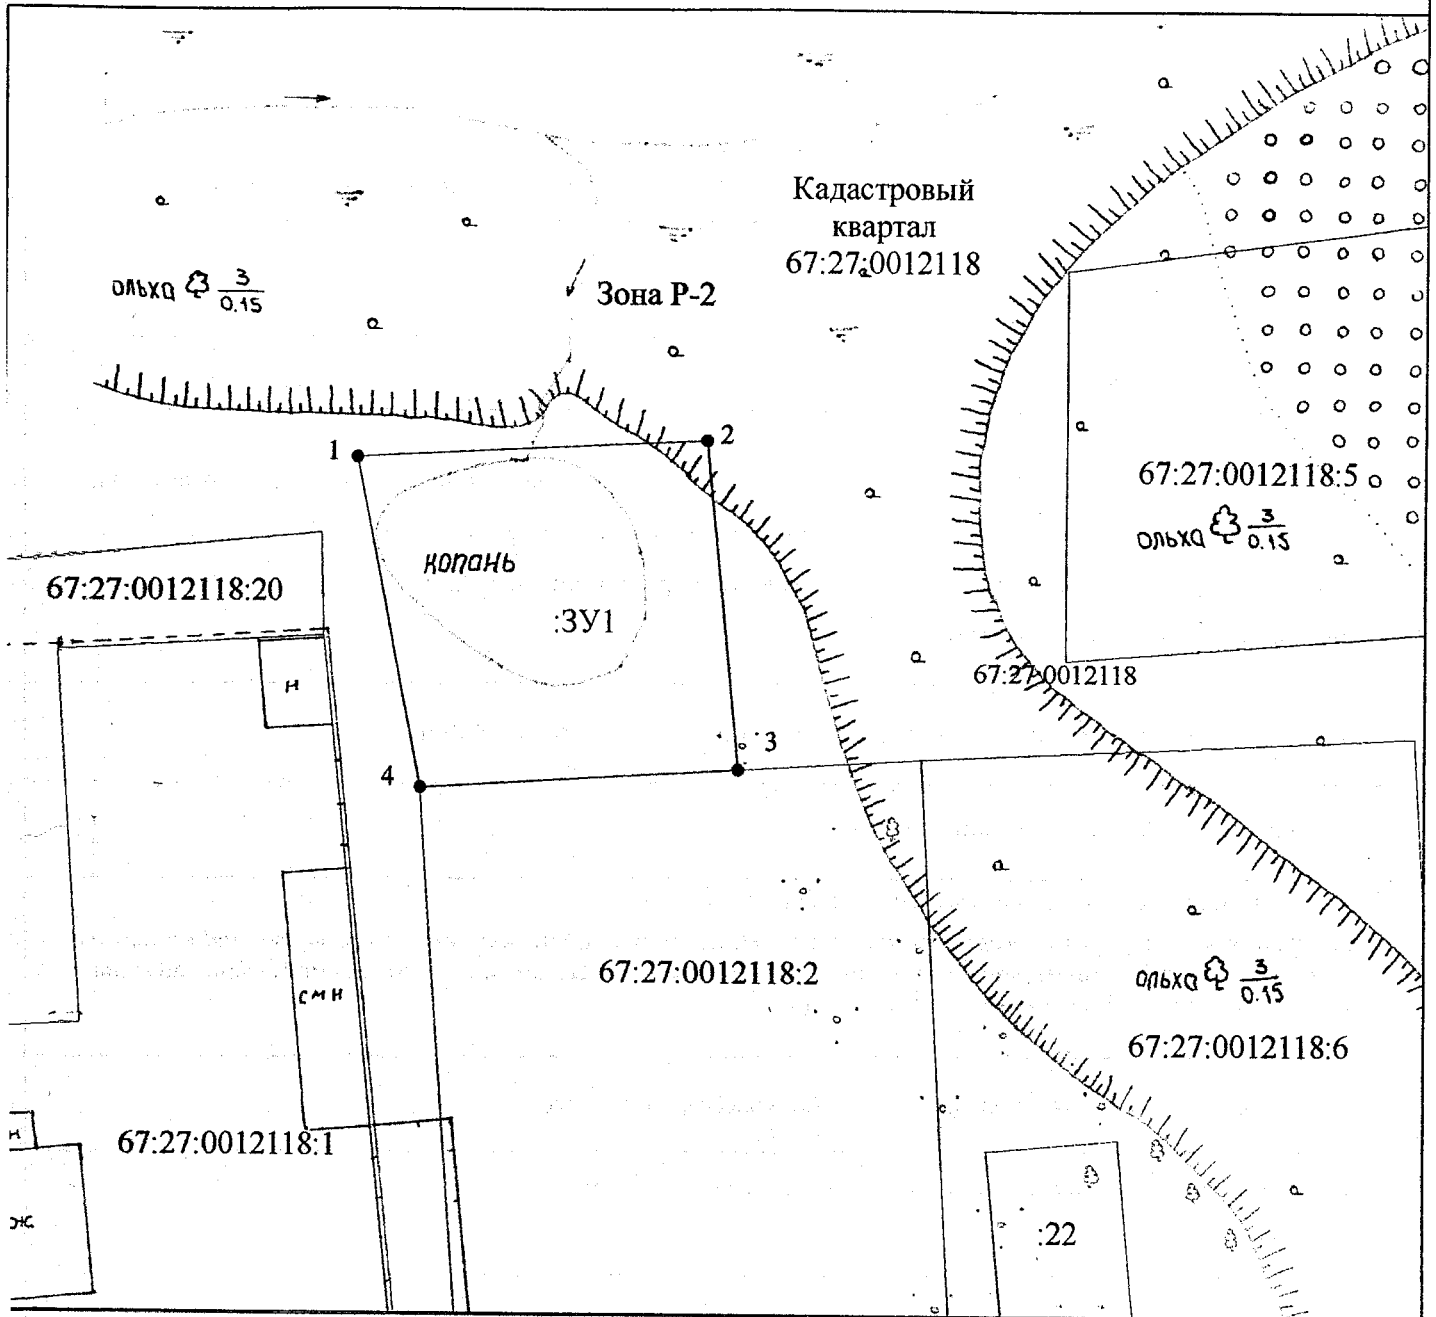 Кадастровый
квартал
67:27:0012118
ольха 3
0.15
Зона Р-2
1
2
67:27:0012118:5
ольха 3
0.15
копань
67:27:0012118:20
:ЗУ1
н
67:27:0012118
3
4
67:27:0012118:2
ольха 3
0.15
смн
67:27:0012118:6
н
67:27:0012118:1
ж
:22